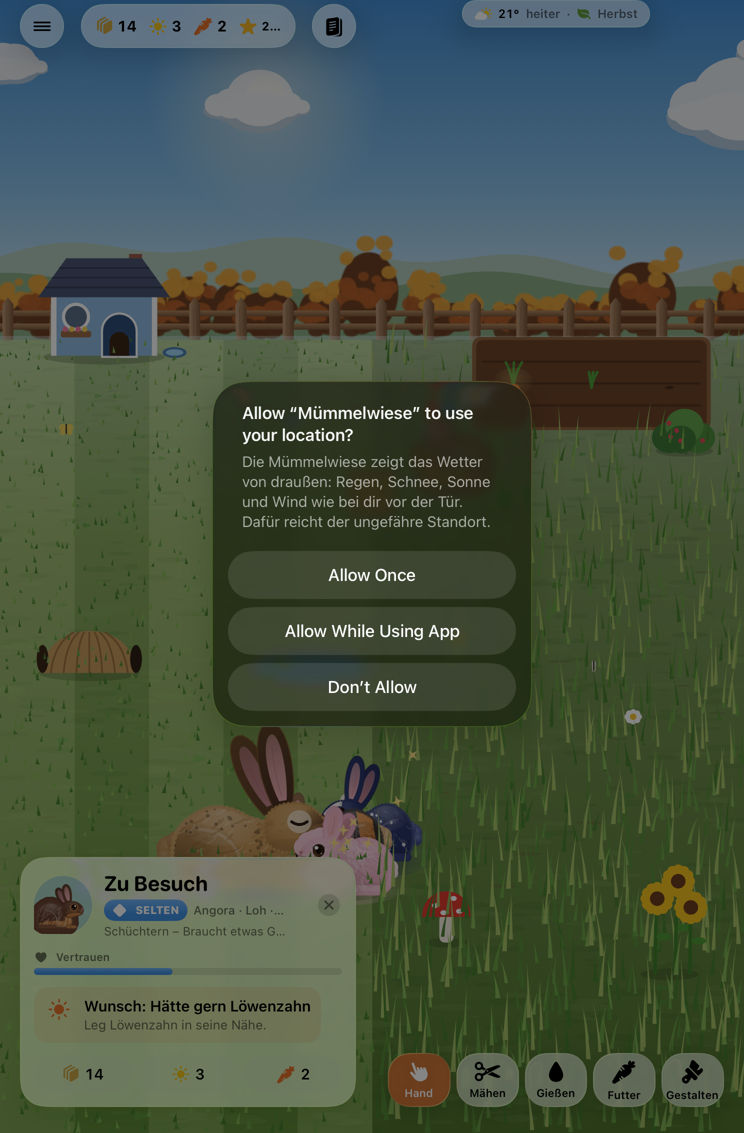 14 3 2 2...
21° heiter · Herbst
Allow “Mümmelwiese” to use
your location?
Die Mümmelwiese zeigt das Wetter
von draußen: Regen, Schnee, Sonne
und Wind wie bei dir vor der Tür.
Dafür reicht der ungefähre Standort.
Allow Once
Allow While Using App
Don’t Allow
Zu Besuch
SELTEN Angora · Loh ·...
Schüchtern – Braucht etwas G...
Vertrauen
Wunsch: Hätte gern Löwenzahn
Leg Löwenzahn in seine Nähe.
14 3 2
Hand Mähen Gießen Futter Gestalten